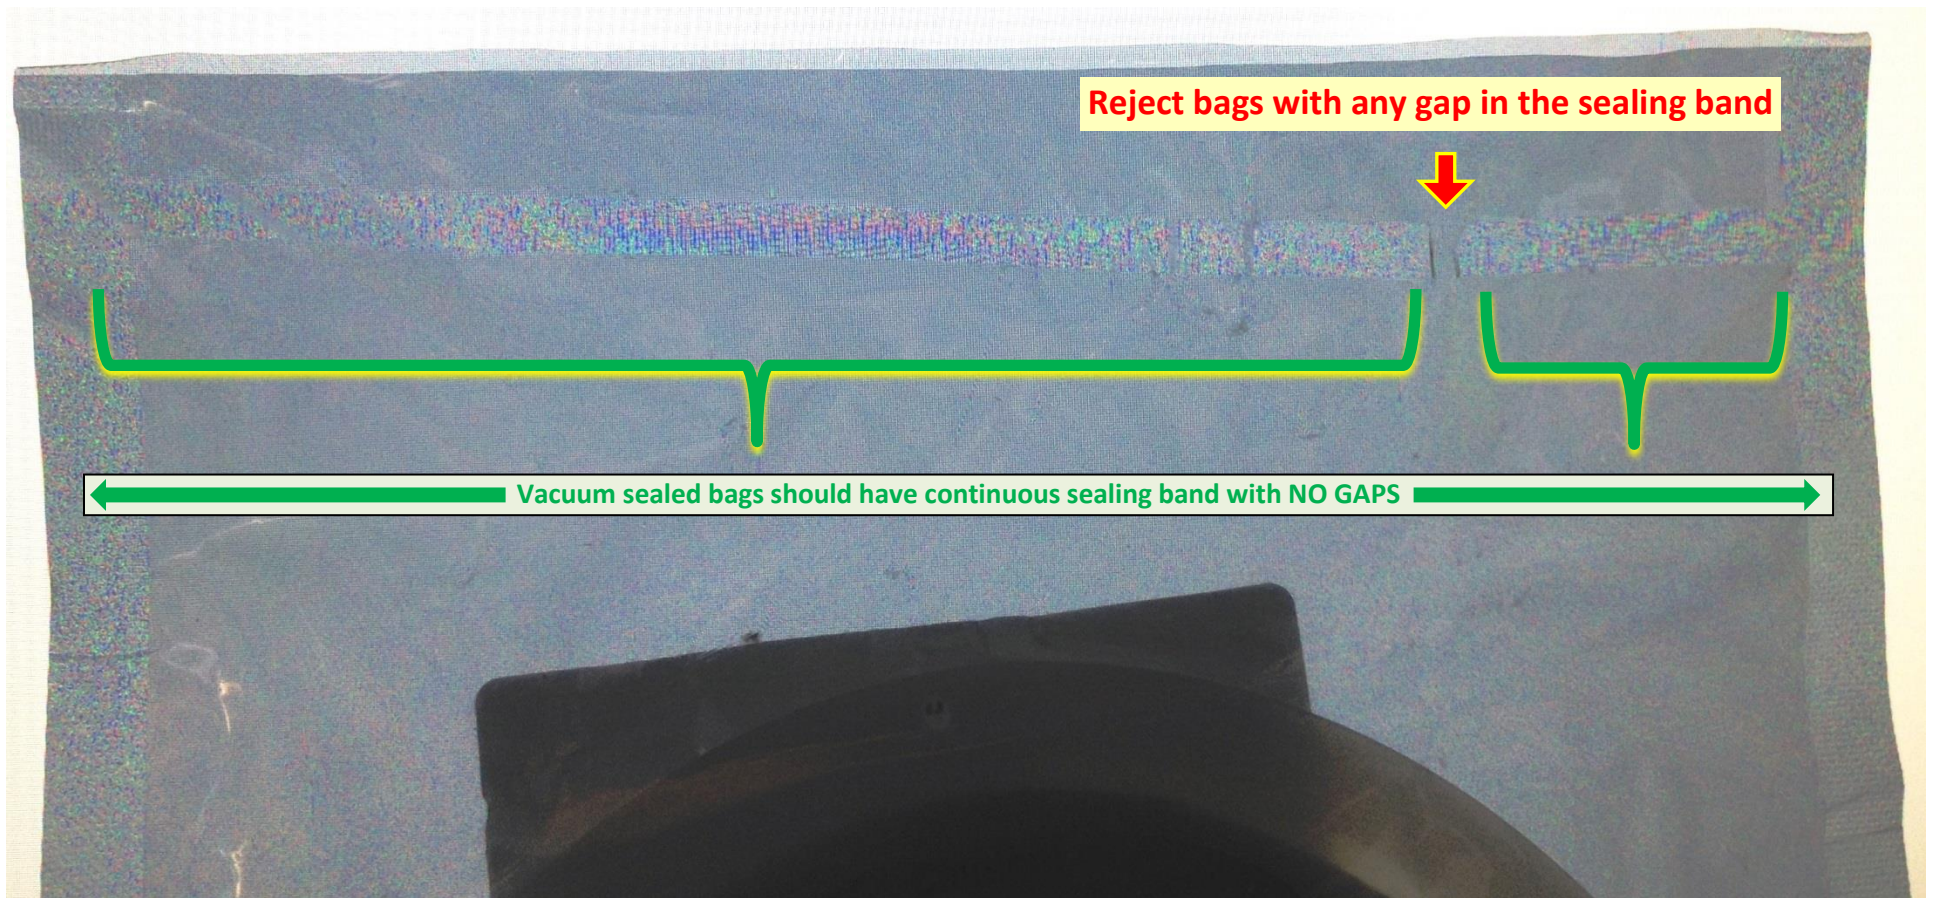 Reject bags with any gap in the sealing band
Vacuum sealed bags should have continuous sealing band with NO GAPS